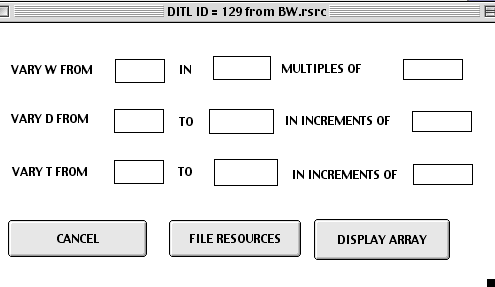 DITL ID = 129 from BW.rsrc
VARY W FROM IN MULTIPLES OF
VARY D FROM TO IN INCREMENTS OF
VARY T FROM TO IN INCREMENTS OF
CANCEL FILE RESOURCES DISPLAY ARRAY